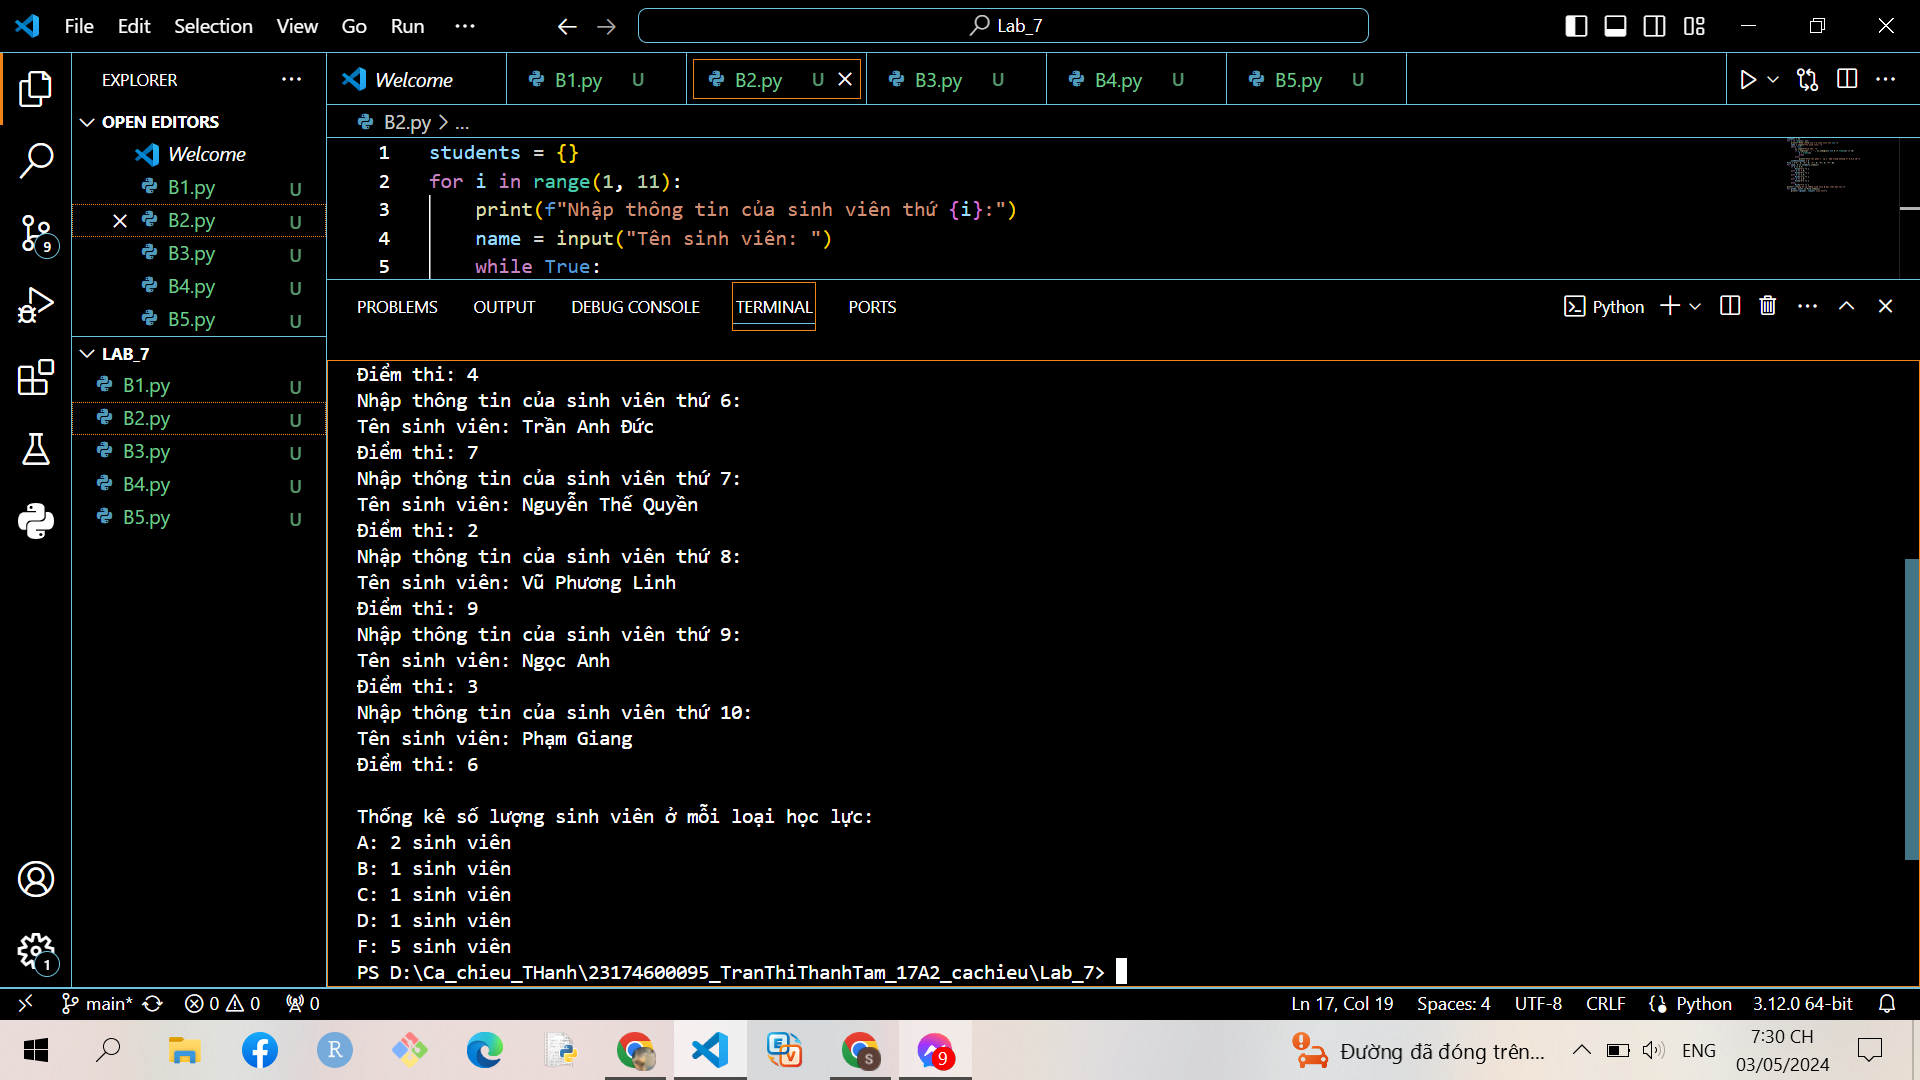 File Edit Selection View Go Run ··· Lab_7
EXPLORER ···
OPEN EDITORS
Welcome
B1.py U
B2.py U
B3.py U
B4.py U
B5.py U
LAB_7
B1.py U
B2.py U
B3.py U
B4.py U
B5.py U
9
1
Welcome B1.py U B2.py U B3.py U B4.py U B5.py U
B2.py > ...
1 students = {}
2 for i in range(1, 11):
3 print(f"Nhập thông tin của sinh viên thứ {i}:")
4 name = input("Tên sinh viên: ")
5 while True:
PROBLEMS OUTPUT DEBUG CONSOLE TERMINAL PORTS Python
Điểm thi: 4
Nhập thông tin của sinh viên thứ 6:
Tên sinh viên: Trần Anh Đức
Điểm thi: 7
Nhập thông tin của sinh viên thứ 7:
Tên sinh viên: Nguyễn Thế Quyền
Điểm thi: 2
Nhập thông tin của sinh viên thứ 8:
Tên sinh viên: Vũ Phương Linh
Điểm thi: 9
Nhập thông tin của sinh viên thứ 9:
Tên sinh viên: Ngọc Anh
Điểm thi: 3
Nhập thông tin của sinh viên thứ 10:
Tên sinh viên: Phạm Giang
Điểm thi: 6
Thống kê số lượng sinh viên ở mỗi loại học lực:
A: 2 sinh viên
B: 1 sinh viên
C: 1 sinh viên
D: 1 sinh viên
F: 5 sinh viên
PS D:\Ca_chieu_THanh\23174600095_TranThiThanhTam_17A2_cachieu\Lab_7>
main* 0 0 0 Ln 17, Col 19 Spaces: 4 UTF-8 CRLF Python 3.12.0 64-bit
R S 9 Đường đã đóng trên... ENG 7:30 CH
03/05/2024